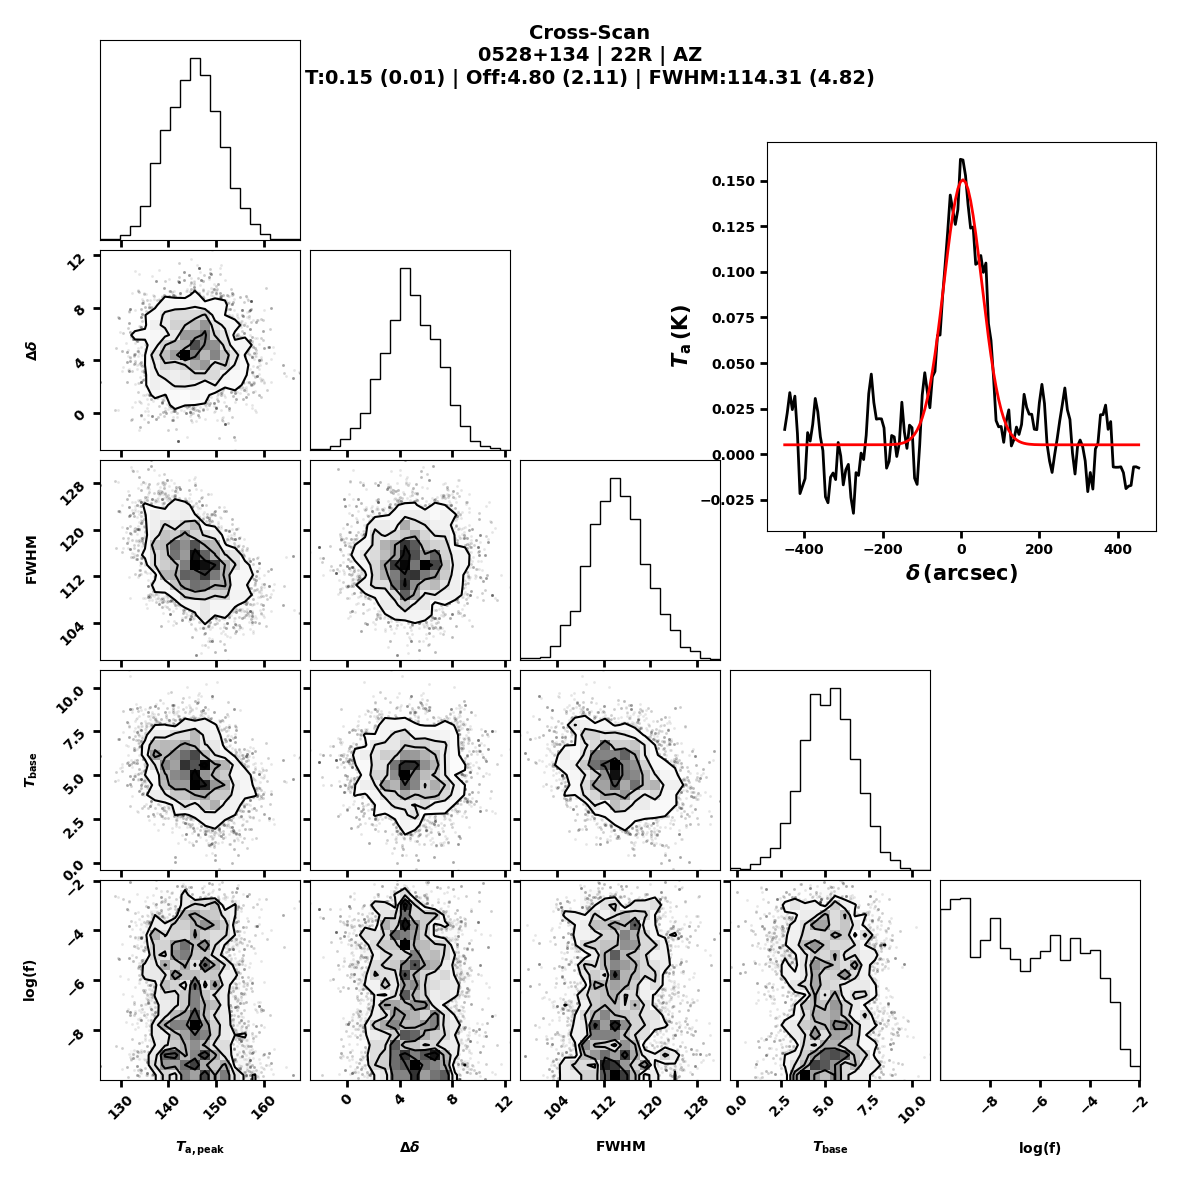 Cross-Scan
0528+134 | 22R | AZ
T:0.15 (0.01) | Off:4.80 (2.11) | FWHM:114.31 (4.82)
0.150
0.125
0.100
0.075
0.050
0.025
0.000
−0.025
Ta (K)
−400 −200 0 200 400
δ (arcsec)
12
8
4
0
Δδ
128
120
112
104
FWHM
10.0
7.5
5.0
2.5
0.0
Tbase
−2
−4
−6
−8
log(f)
130 140 150 160 0 4 8 12 104 112 120 128 0.0 2.5 5.0 7.5 10.0 −8 −6 −4 −2
Ta,peak Δδ FWHM Tbase log(f)